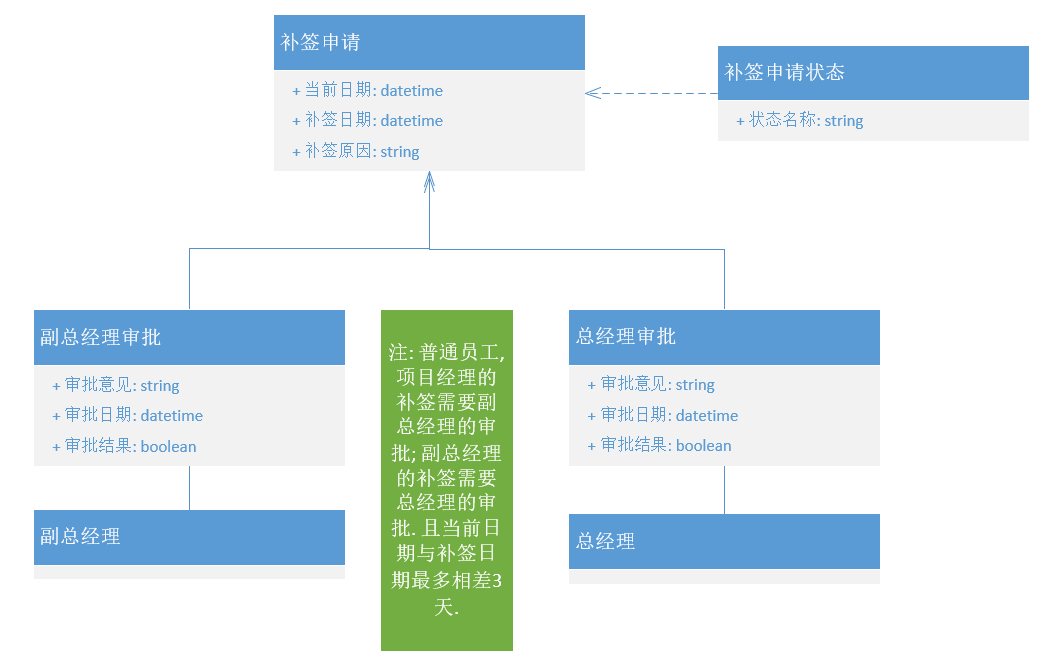 补签申请
+ 当前日期: datetime
+ 补签日期: datetime
+ 补签原因: string
补签申请状态
+ 状态名称: string
副总经理审批
+ 审批意见: string
+ 审批日期: datetime
+ 审批结果: boolean
副总经理
注: 普通员工,
项目经理的
补签需要副
总经理的审
批; 副总经理
的补签需要
总经理的审
批. 且当前日
期与补签日
期最多相差3
天.
总经理审批
+ 审批意见: string
+ 审批日期: datetime
+ 审批结果: boolean
总经理